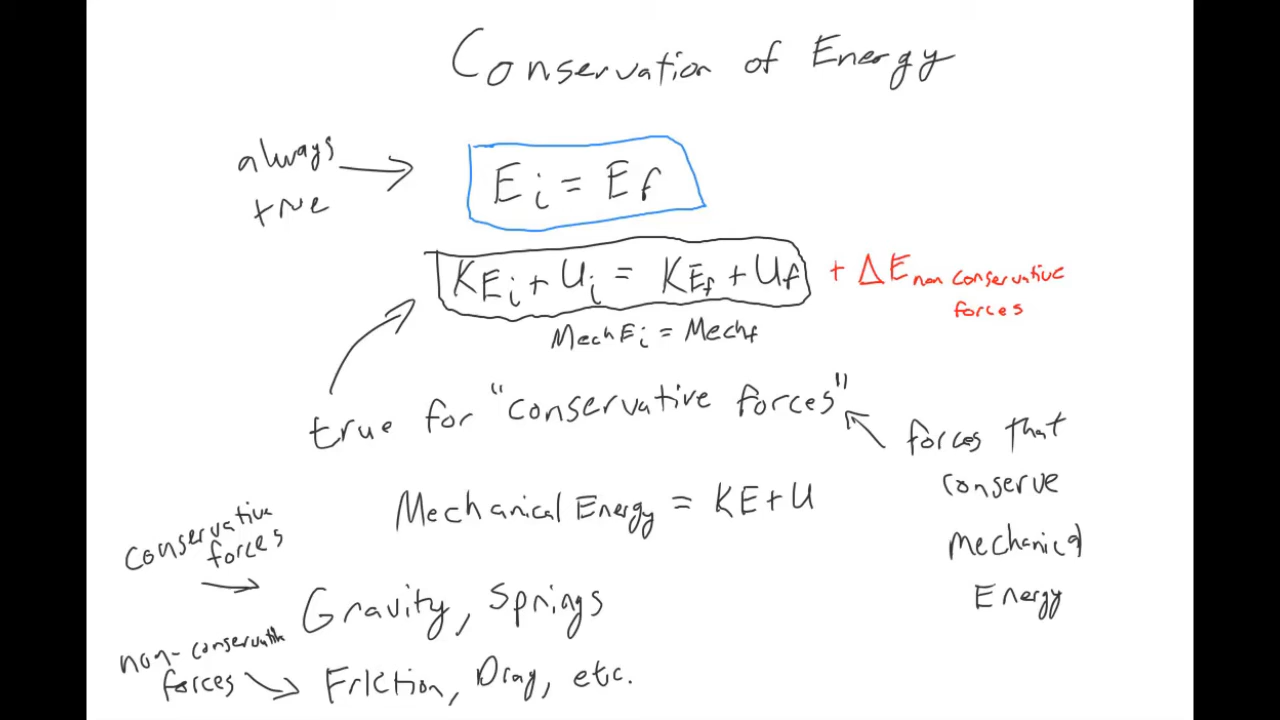 Conservation of Energy
always
true
Ei = Ef
KEi + Ui = KEf + Uf + ΔE non conservative
forces
MechEi = Mechf
true for "conservative forces"
forces that
conserve
mechanical
Energy
Mechanical Energy = KE + U
conservative
forces
Gravity, Springs
non-conservative
forces
Friction, Drag, etc.